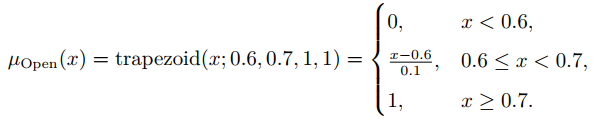 μ_Open(x) = trapezoid(x; 0.6, 0.7, 1, 1) = { 0, x < 0.6,
(x−0.6)/0.1, 0.6 ≤ x < 0.7,
1, x ≥ 0.7.